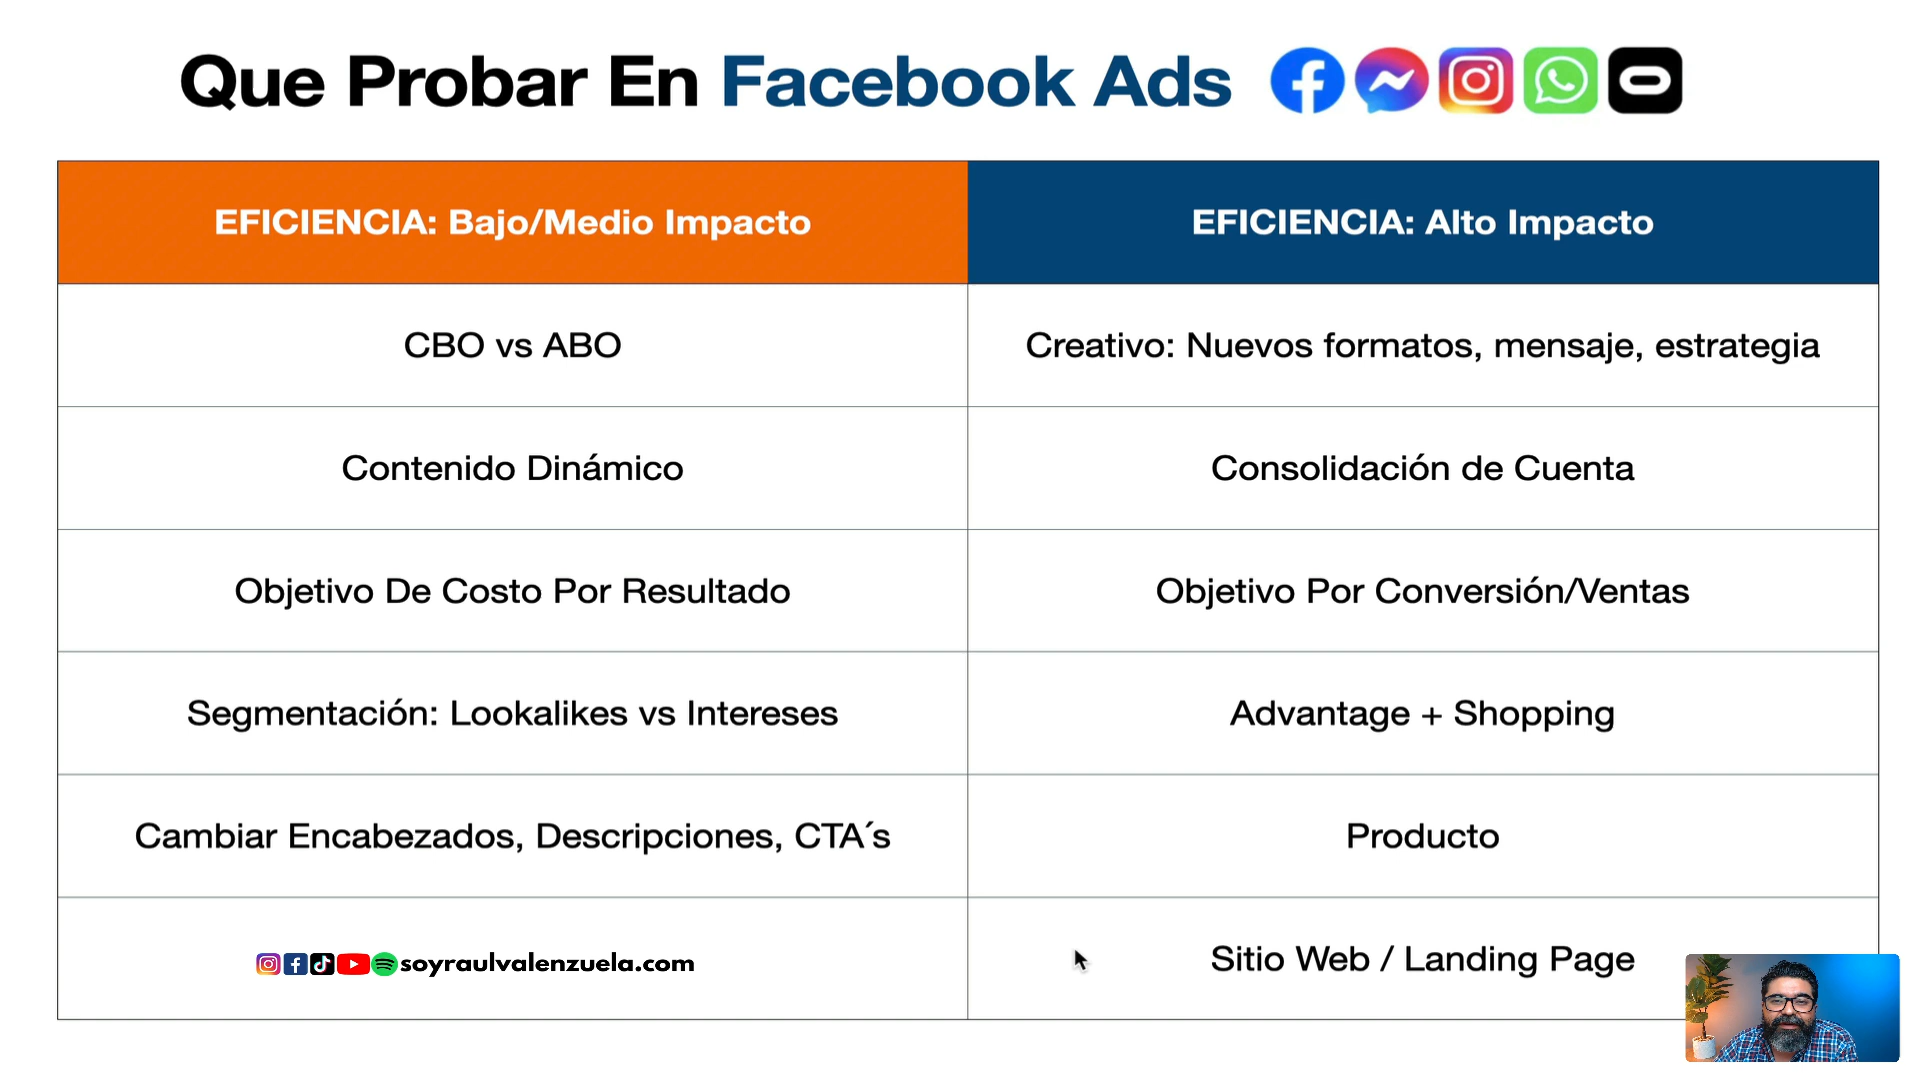 Que Probar En Facebook Ads
EFICIENCIA: Bajo/Medio Impacto
EFICIENCIA: Alto Impacto
CBO vs ABO
Creativo: Nuevos formatos, mensaje, estrategia
Contenido Dinámico
Consolidación de Cuenta
Objetivo De Costo Por Resultado
Objetivo Por Conversión/Ventas
Segmentación: Lookalikes vs Intereses
Advantage + Shopping
Cambiar Encabezados, Descripciones, CTA´s
Producto
soyraulvalenzuela.com
Sitio Web / Landing Page